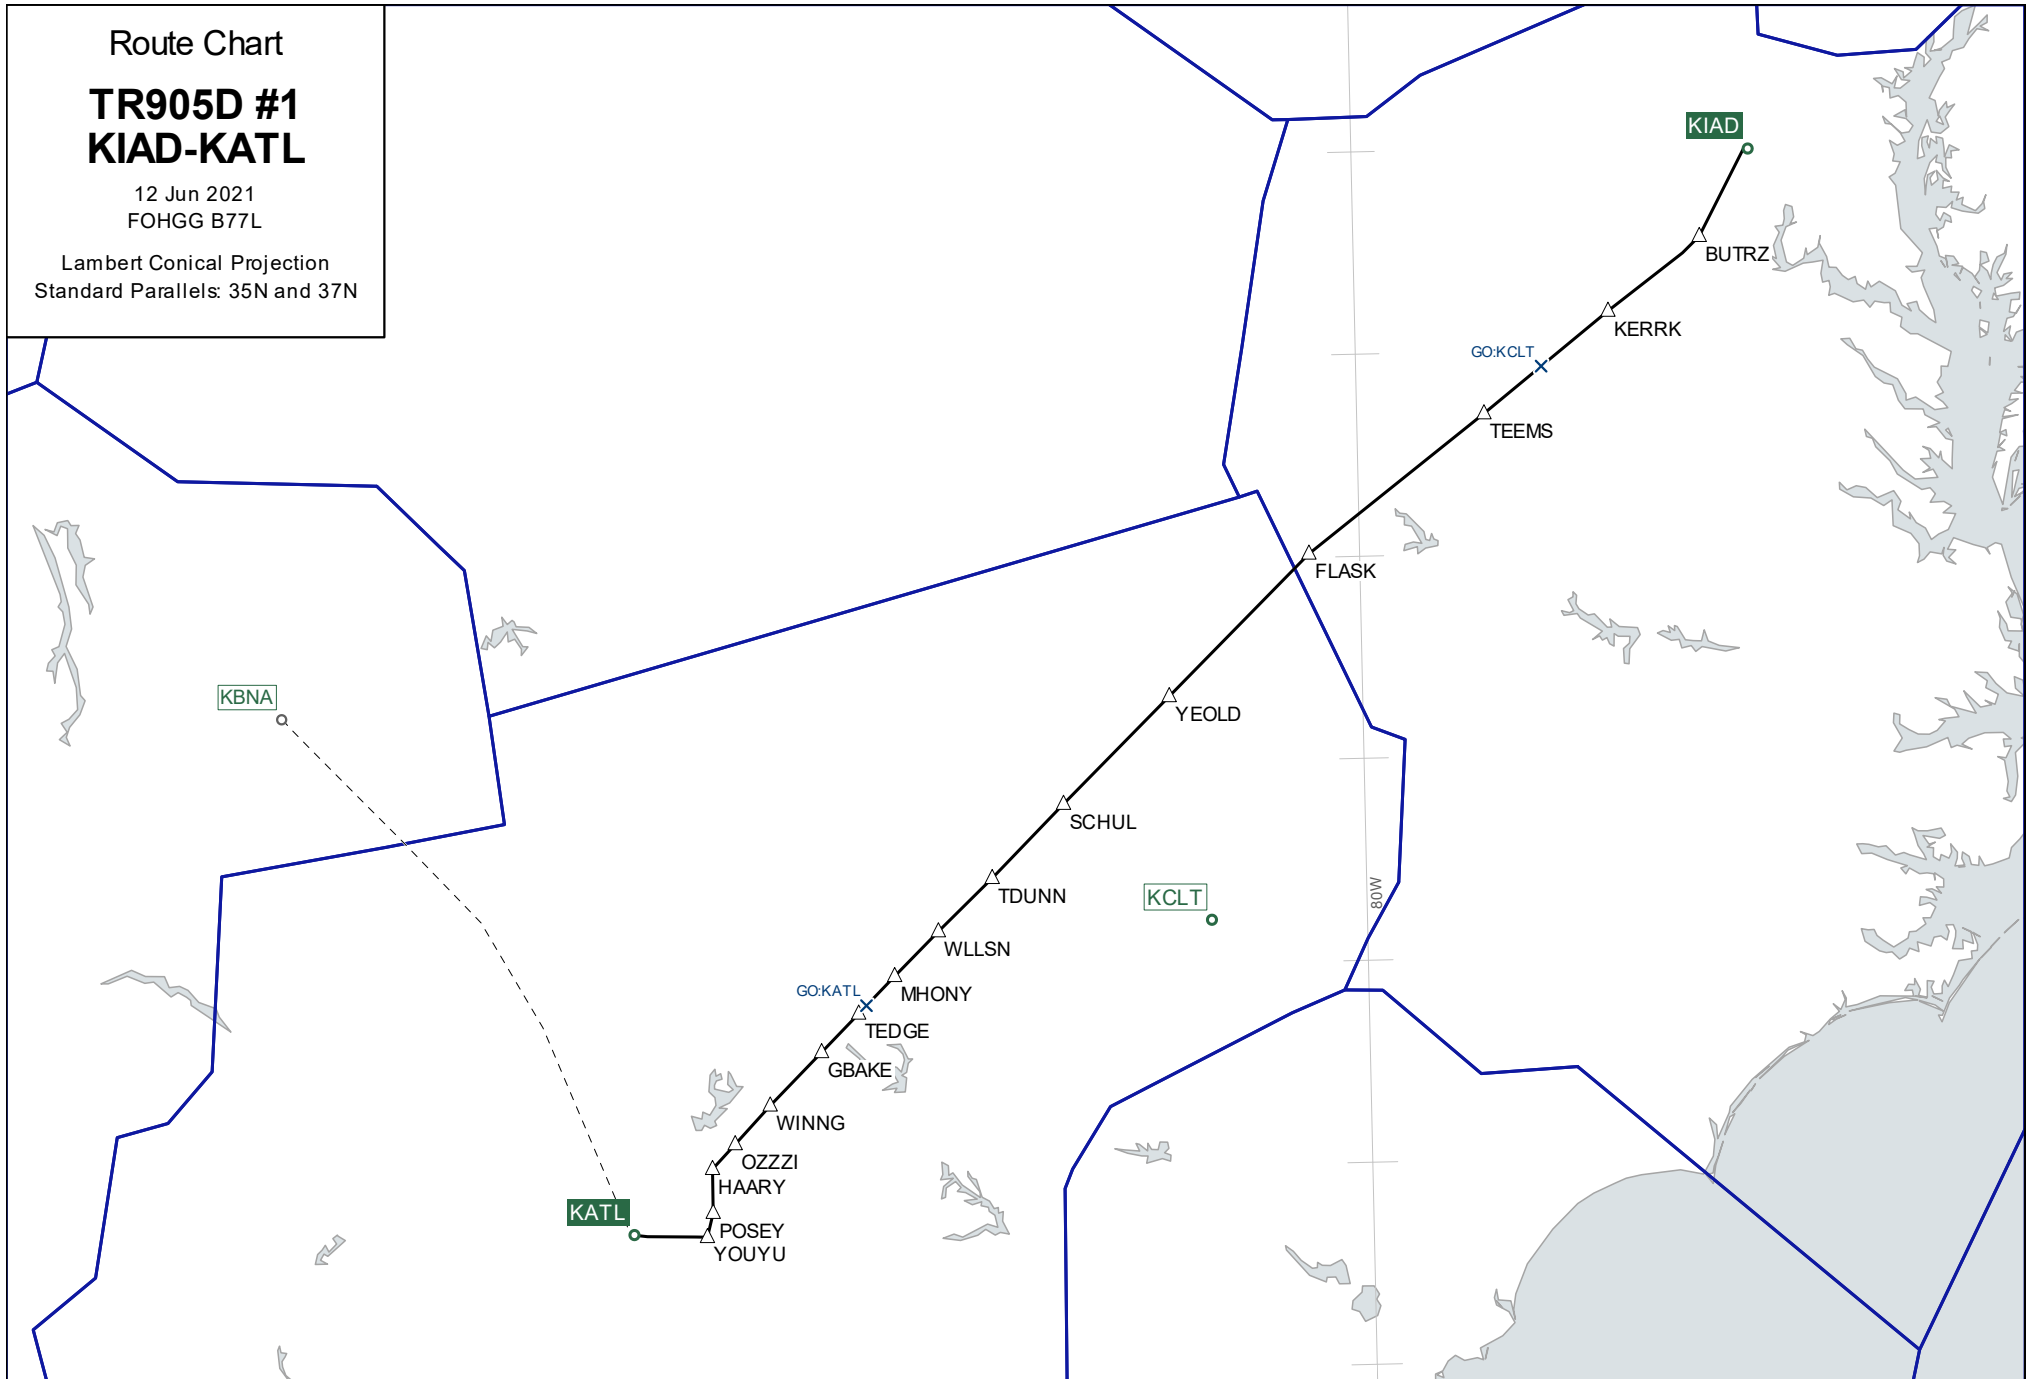 Route Chart
TR905D #1
KIAD-KATL
12 Jun 2021
FOHGG B77L
Lambert Conical Projection
Standard Parallels: 35N and 37N
KIAD
BUTRZ
KERRK
GO:KCLT
TEEMS
FLASK
KBNA
YEOLD
SCHUL
80W
KCLT
TDUNN
WLLSN
GO:KATL
MHONY
TEDGE
GBAKE
WINNG
OZZZI
HAARY
KATL
POSEY
YOUYU